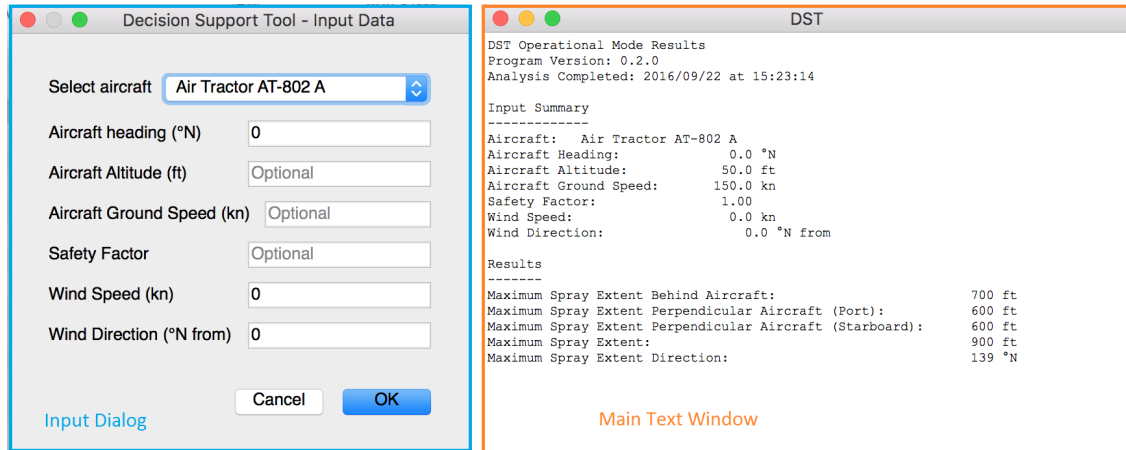 Decision Support Tool - Input Data
Select aircraft Air Tractor AT-802 A
Aircraft heading (°N) 0
Aircraft Altitude (ft) Optional
Aircraft Ground Speed (kn) Optional
Safety Factor Optional
Wind Speed (kn) 0
Wind Direction (°N from) 0
Cancel OK
Input Dialog
DST
DST Operational Mode Results
Program Version: 0.2.0
Analysis Completed: 2016/09/22 at 15:23:14
Input Summary
-------------
Aircraft: Air Tractor AT-802 A
Aircraft Heading: 0.0 °N
Aircraft Altitude: 50.0 ft
Aircraft Ground Speed: 150.0 kn
Safety Factor: 1.00
Wind Speed: 0.0 kn
Wind Direction: 0.0 °N from
Results
-------
Maximum Spray Extent Behind Aircraft: 700 ft
Maximum Spray Extent Perpendicular Aircraft (Port): 600 ft
Maximum Spray Extent Perpendicular Aircraft (Starboard): 600 ft
Maximum Spray Extent: 900 ft
Maximum Spray Extent Direction: 139 °N
Main Text Window